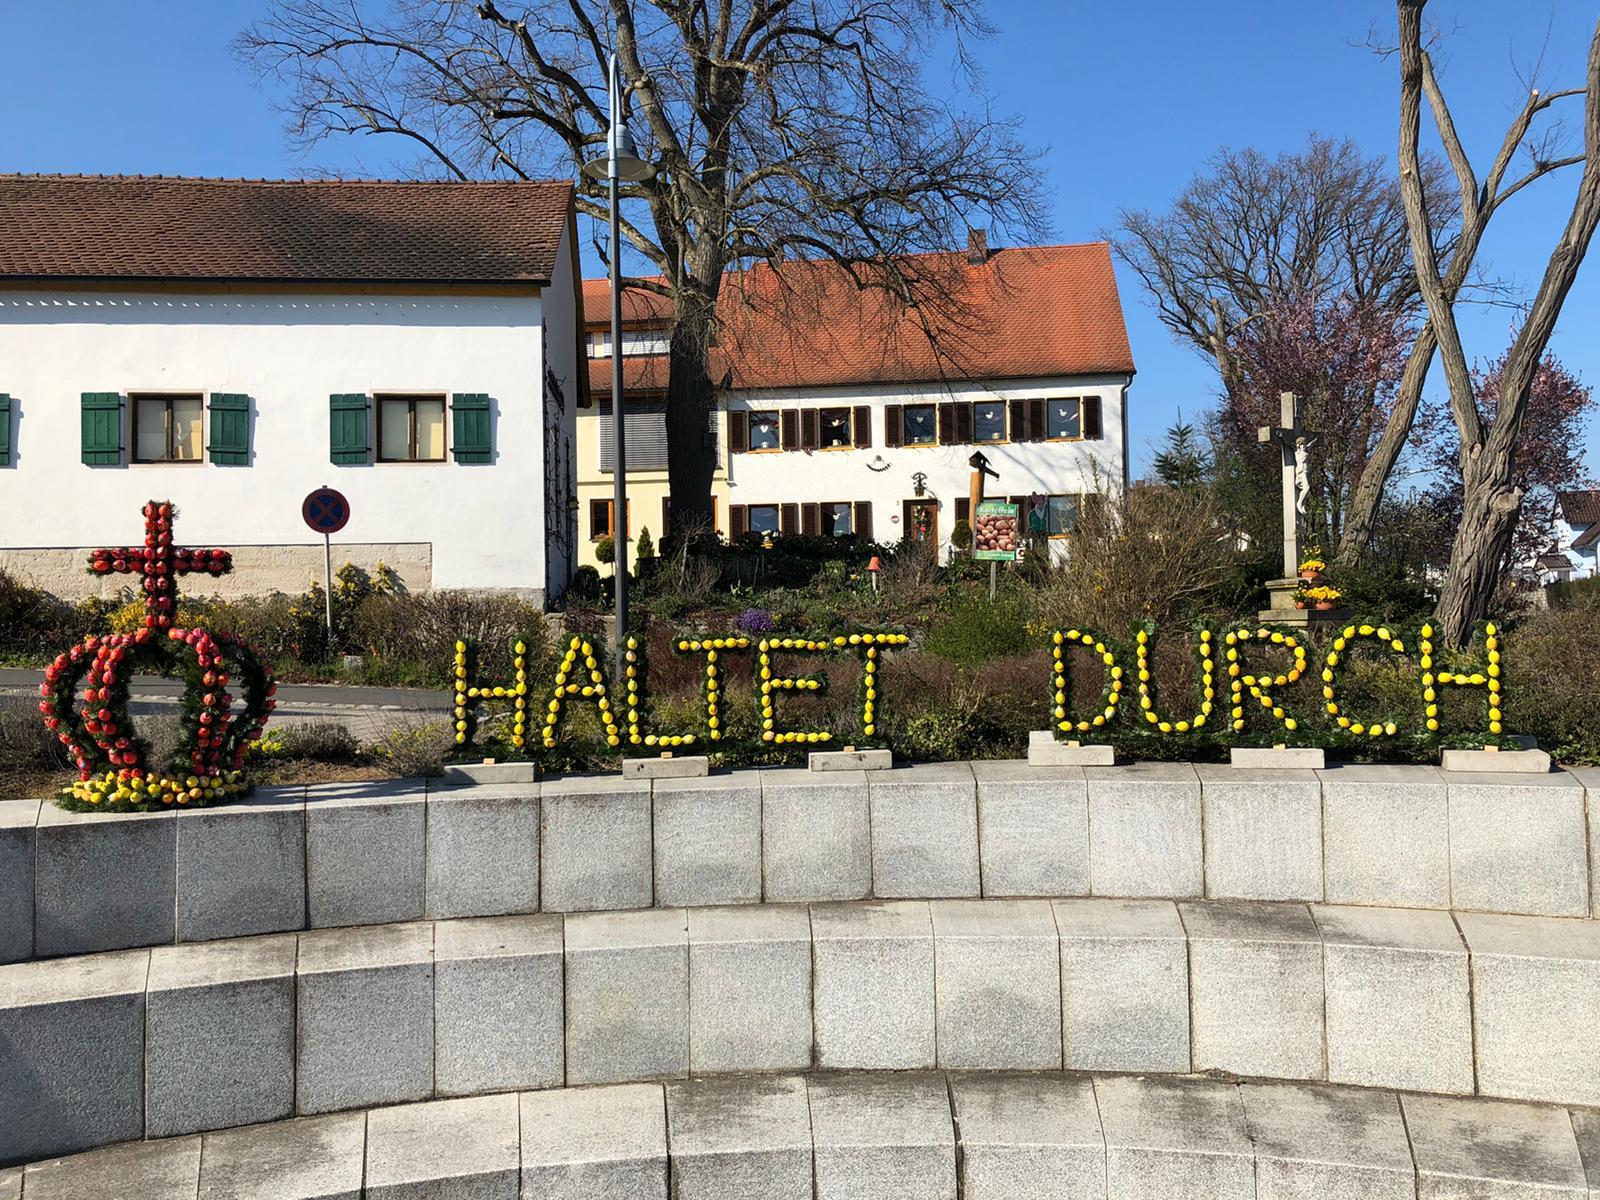 HALTET DURCH
Kartoffeln